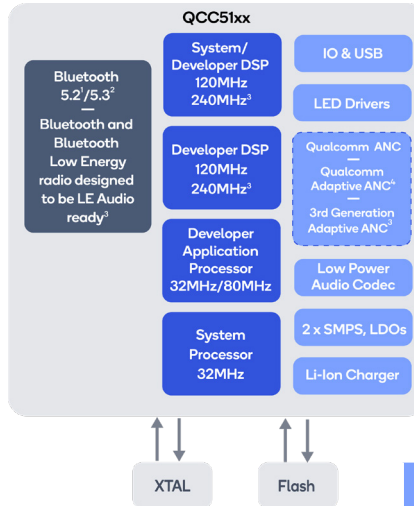 QCC51xx
Bluetooth
5.2¹/5.3²
—
Bluetooth and
Bluetooth
Low Energy
radio designed
to be LE Audio
ready³
System/
Developer DSP
120MHz
240MHz³
Developer DSP
120MHz
240MHz³
Developer
Application
Processor
32MHz/80MHz
System
Processor
32MHz
IO & USB
LED Drivers
Qualcomm ANC
—
Qualcomm
Adaptive ANC⁴
—
3rd Generation
Adaptive ANC³
Low Power
Audio Codec
2 x SMPS, LDOs
Li-Ion Charger
XTAL
Flash